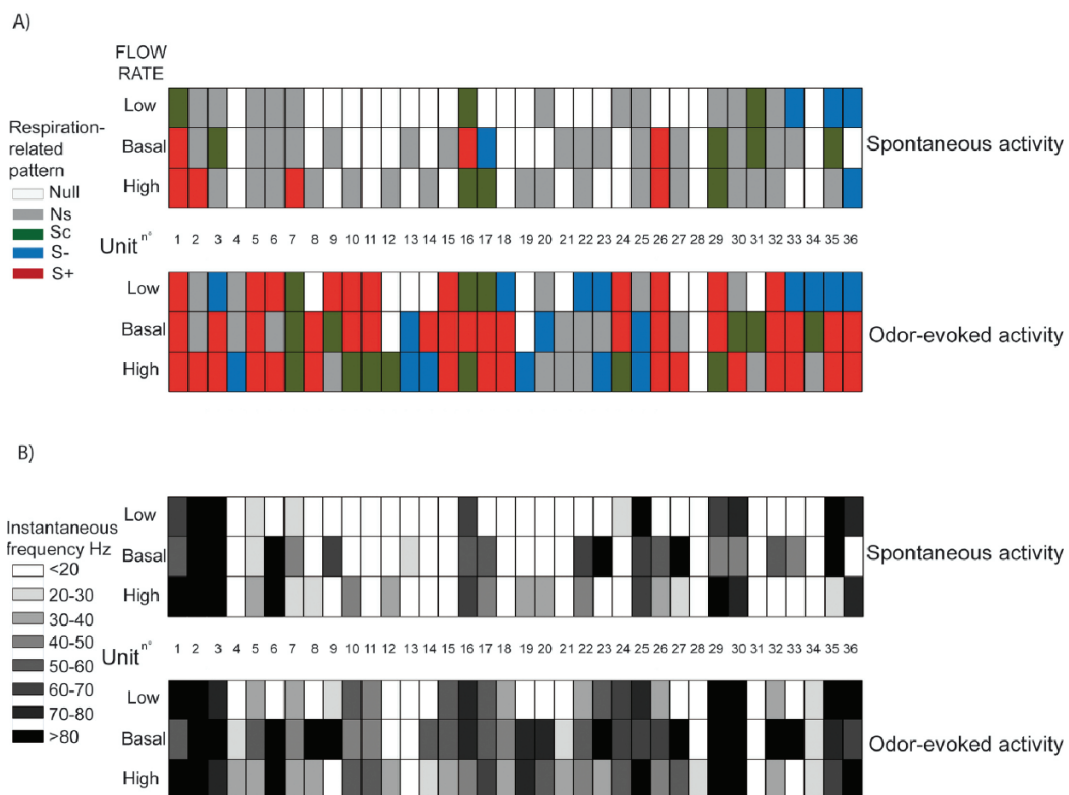 A)
FLOW
RATE
Low
Basal
High
Spontaneous activity
Respiration-
related
pattern
Null
Ns
Sc
S-
S+
Unit n° 1 2 3 4 5 6 7 8 9 10 11 12 13 14 15 16 17 18 19 20 21 22 23 24 25 26 27 28 29 30 31 32 33 34 35 36
Low
Basal
High
Odor-evoked activity
B)
Low
Basal
High
Spontaneous activity
Instantaneous
frequency Hz
<20
20-30
30-40
40-50
50-60
60-70
70-80
>80
Unit n° 1 2 3 4 5 6 7 8 9 10 11 12 13 14 15 16 17 18 19 20 21 22 23 24 25 26 27 28 29 30 31 32 33 34 35 36
Low
Basal
High
Odor-evoked activity